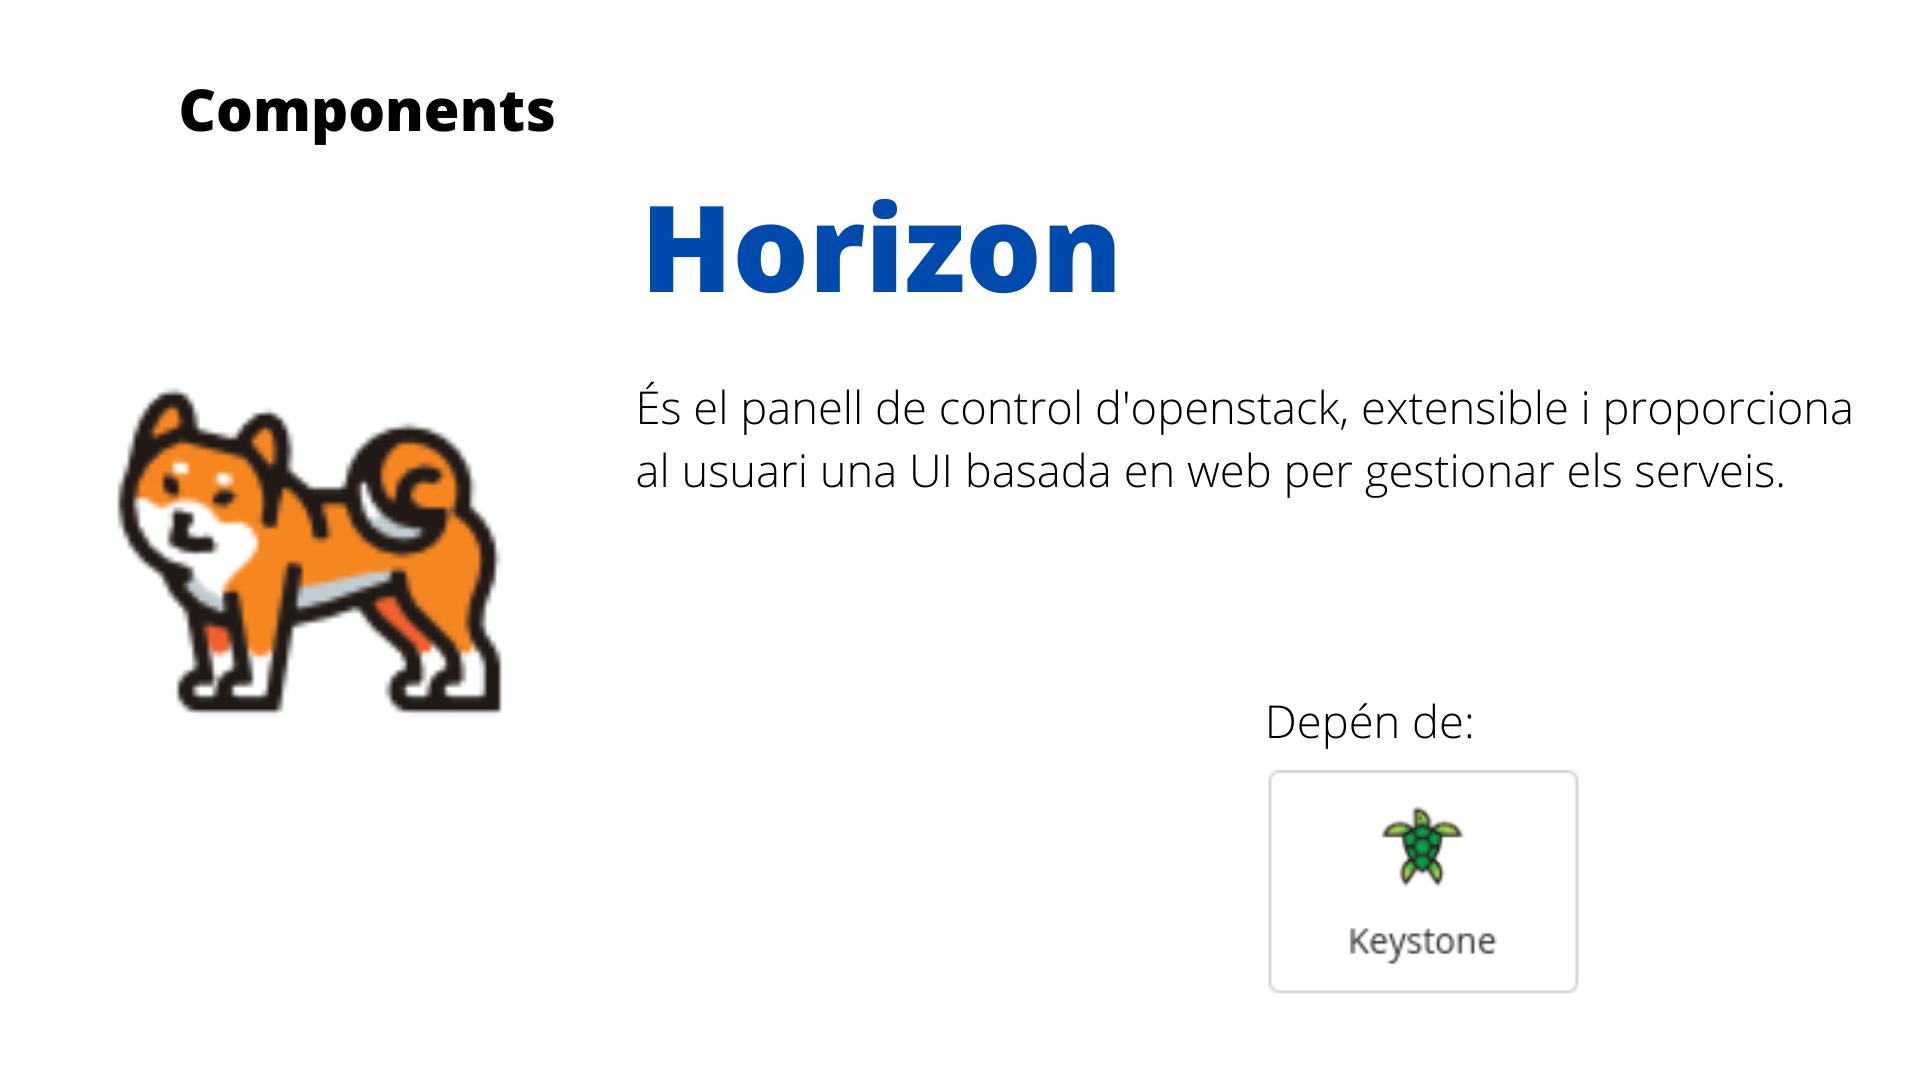 Components
Horizon
És el panell de control d'openstack, extensible i proporciona
al usuari una UI basada en web per gestionar els serveis.
Depén de:
Keystone